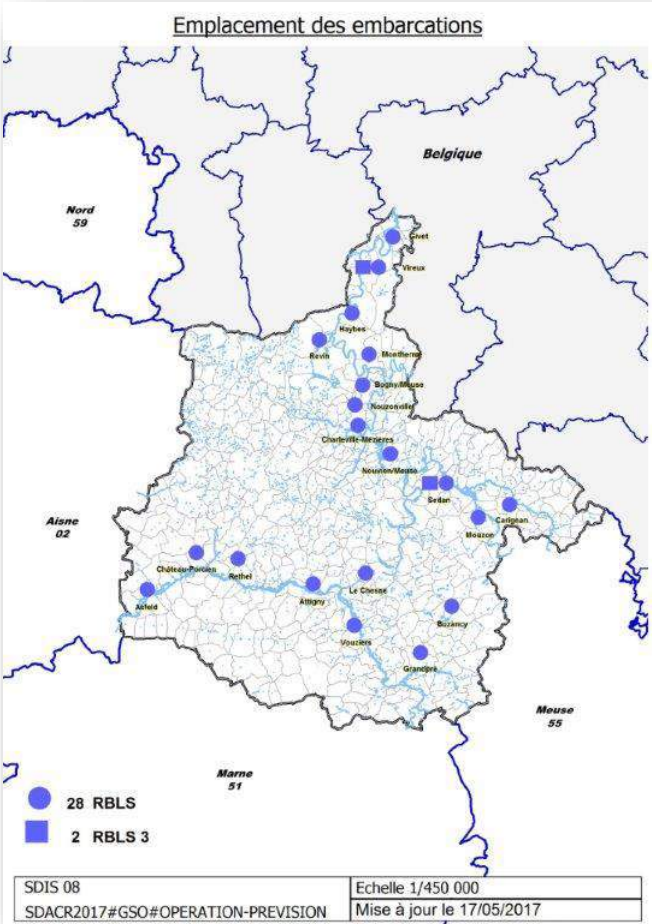 Emplacement des embarcations
Belgique
Nord
59
Givet
Vireux
Haybes
Revin
Montherme
Bogny/Meuse
Nouzonville
Charleville-Mézières
Nouvion/Meuse
Sedan
Carignan
Mouzon
Aisne
02
Château-Porcien
Rethel
Le Chesne
Attigny
Asfeld
Buzancy
Vouziers
Grandpré
Meuse
55
Marne
51
28 RBLS
2 RBLS 3
SDIS 08
Echelle 1/450 000
SDACR2017#GSO#OPERATION-PREVISION
Mise à jour le 17/05/2017